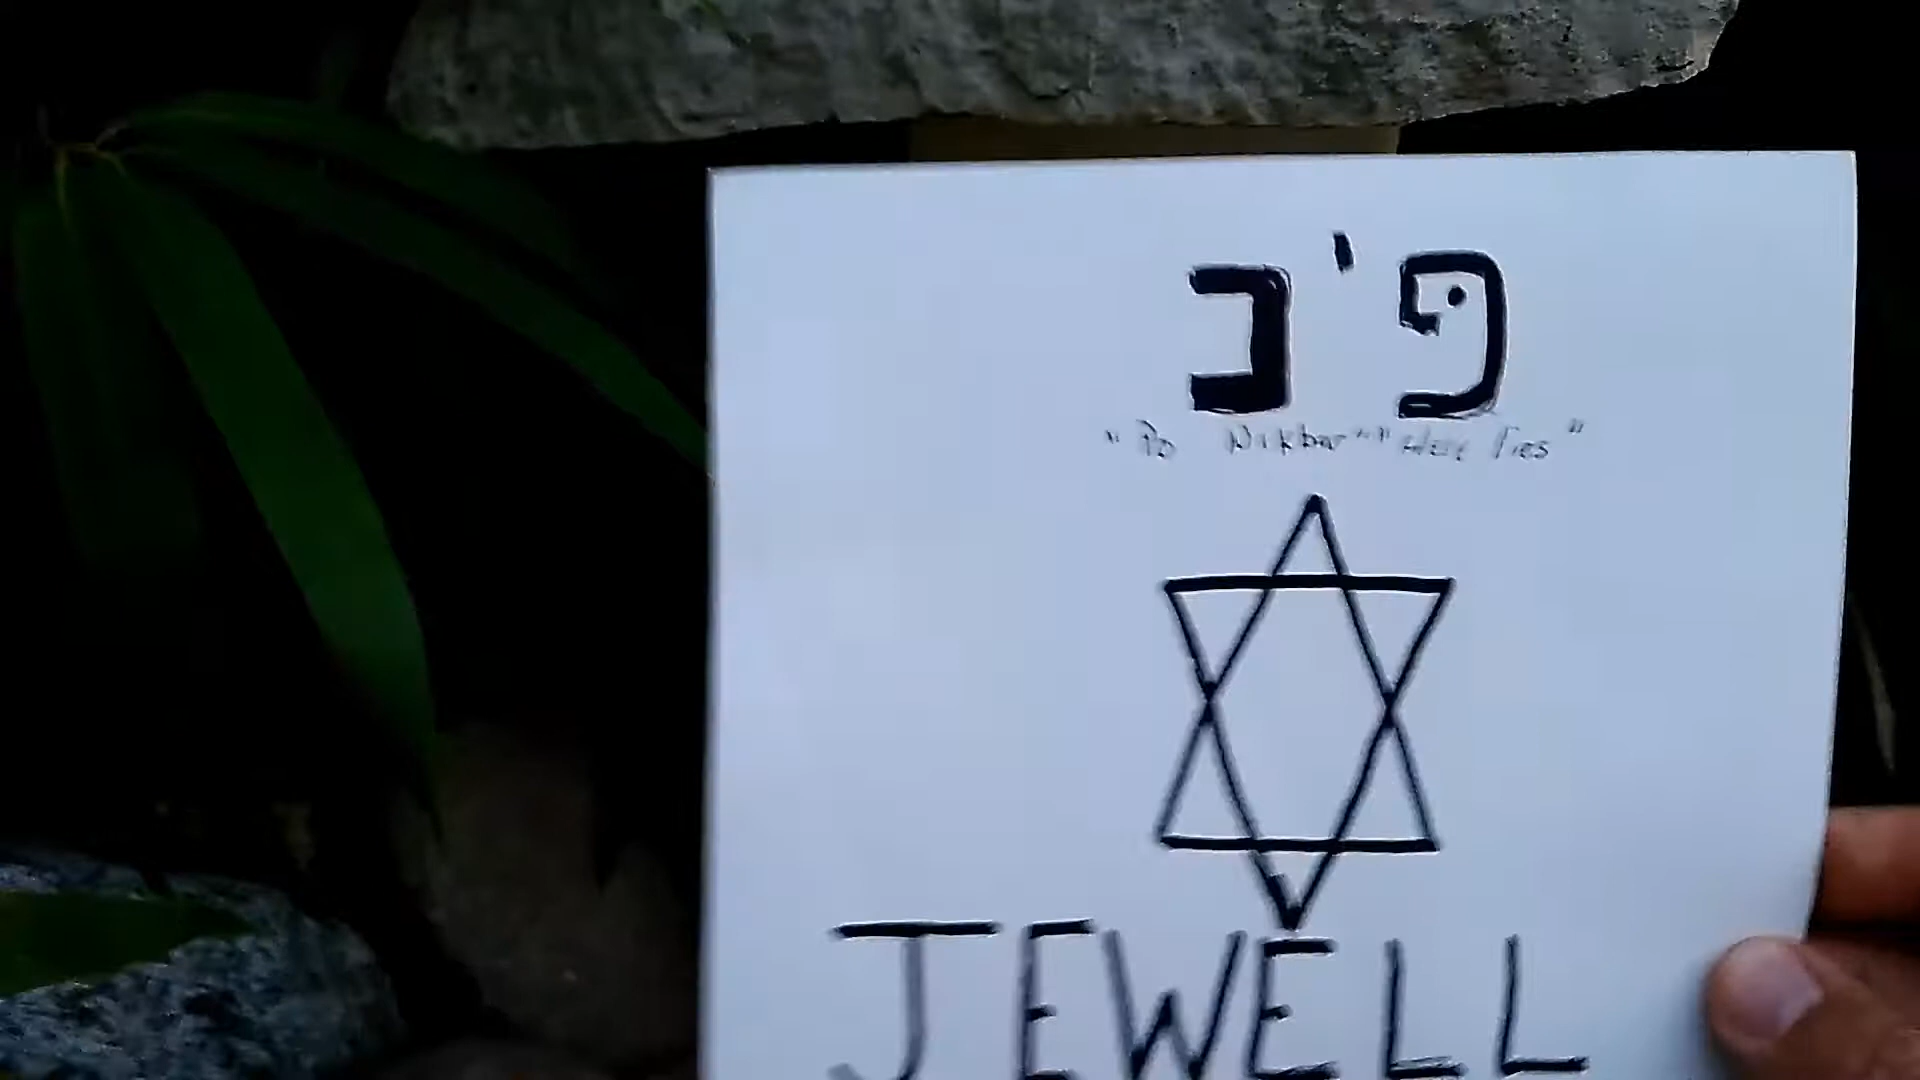 פּ'נ
"Po Nikbar" "Here lies"
JEWELL